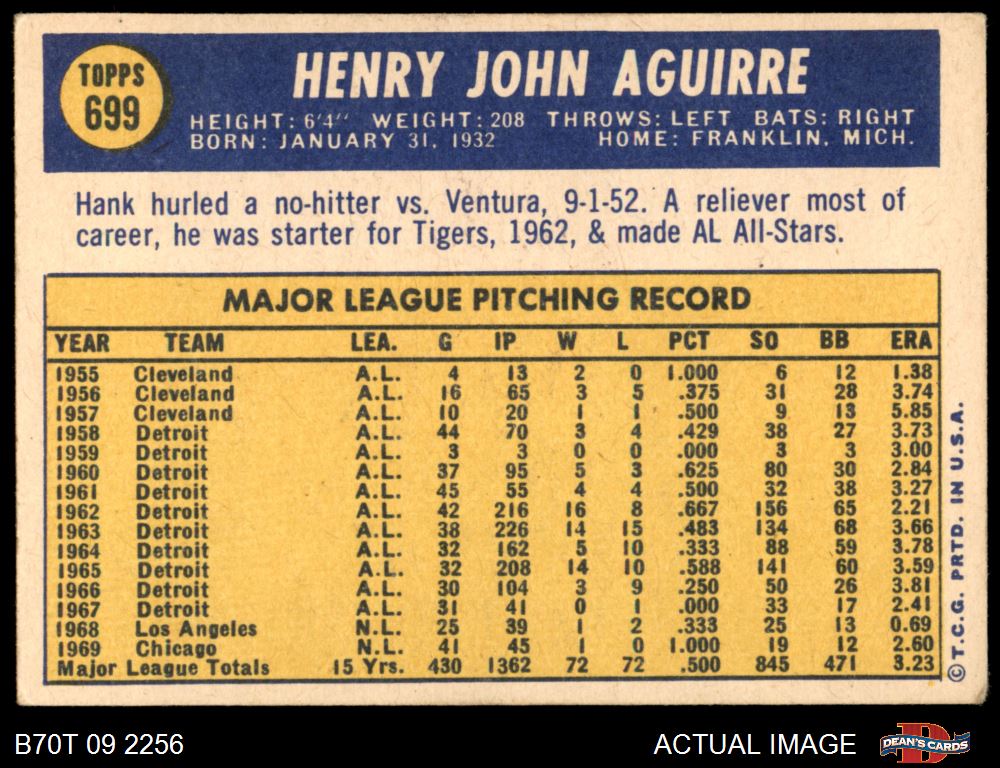 TOPPS
699
HENRY JOHN AGUIRRE
HEIGHT: 6'4" WEIGHT: 208 THROWS: LEFT BATS: RIGHT
BORN: JANUARY 31, 1932 HOME: FRANKLIN, MICH.
Hank hurled a no-hitter vs. Ventura, 9-1-52. A reliever most of
career, he was starter for Tigers, 1962, & made AL All-Stars.
MAJOR LEAGUE PITCHING RECORD
YEAR TEAM LEA. G IP W L PCT SO BB ERA
1955 Cleveland A.L. 4 13 2 0 1.000 6 12 1.38
1956 Cleveland A.L. 16 65 3 5 .375 31 28 3.74
1957 Cleveland A.L. 10 20 1 1 .500 9 13 5.85
1958 Detroit A.L. 44 70 3 4 .429 38 27 3.73
1959 Detroit A.L. 3 3 0 0 .000 3 3 3.00
1960 Detroit A.L. 37 95 5 3 .625 80 30 2.84
1961 Detroit A.L. 45 55 4 4 .500 32 38 3.27
1962 Detroit A.L. 42 216 16 8 .667 156 65 2.21
1963 Detroit A.L. 38 226 14 15 .483 134 68 3.66
1964 Detroit A.L. 32 162 5 10 .333 88 59 3.78
1965 Detroit A.L. 32 208 14 10 .588 141 60 3.59
1966 Detroit A.L. 30 104 3 9 .250 50 26 3.81
1967 Detroit A.L. 31 41 0 1 .000 33 17 2.41
1968 Los Angeles N.L. 25 39 1 2 .333 25 13 0.69
1969 Chicago N.L. 41 45 1 0 1.000 19 12 2.60
Major League Totals 15 Yrs. 430 1362 72 72 .500 845 471 3.23
© T.C.G. PRTD. IN U.S.A.
B70T 09 2256
ACTUAL IMAGE
D
DEAN'S CARDS